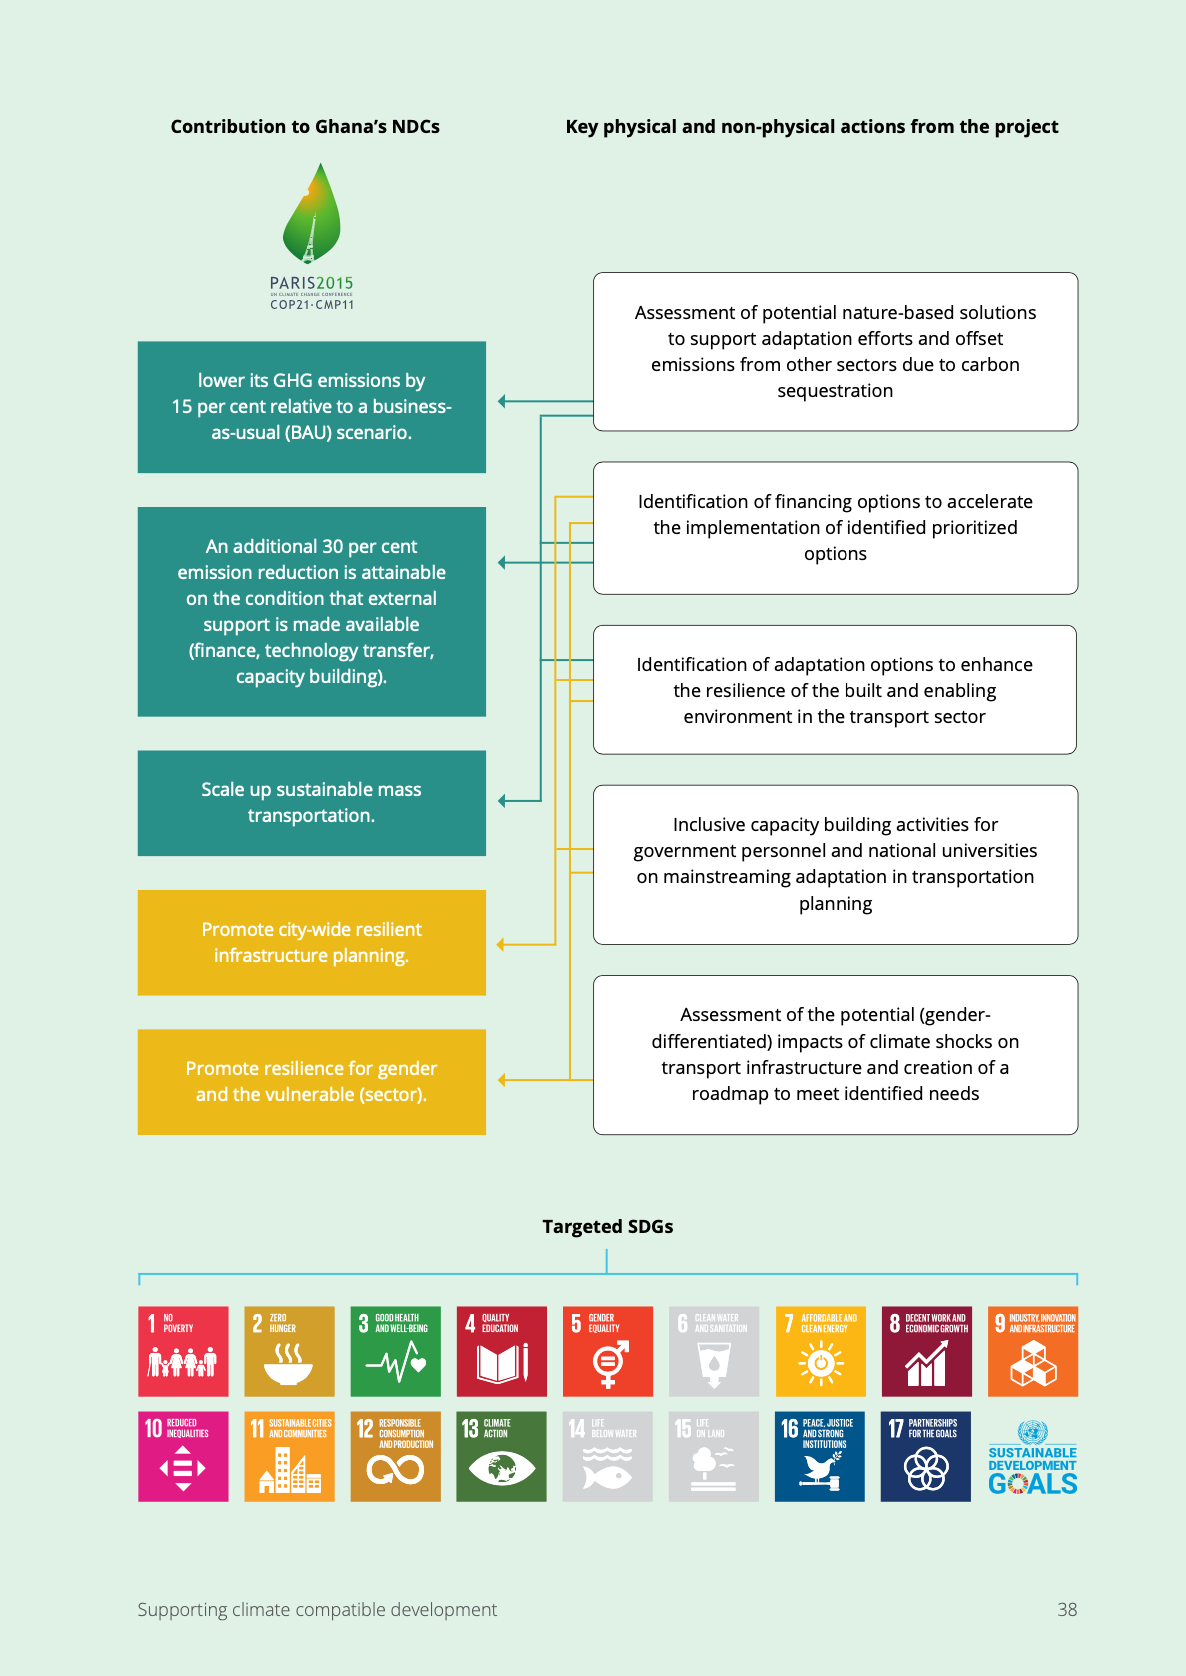 Contribution to Ghana’s NDCs
Key physical and non-physical actions from the project
PARIS2015
UN CLIMATE CHANGE CONFERENCE
COP21·CMP11
lower its GHG emissions by
15 per cent relative to a business-
as-usual (BAU) scenario.
An additional 30 per cent
emission reduction is attainable
on the condition that external
support is made available
(finance, technology transfer,
capacity building).
Scale up sustainable mass
transportation.
Promote city-wide resilient
infrastructure planning.
Promote resilience for gender
and the vulnerable (sector).
Assessment of potential nature-based solutions
to support adaptation efforts and offset
emissions from other sectors due to carbon
sequestration
Identification of financing options to accelerate
the implementation of identified prioritized
options
Identification of adaptation options to enhance
the resilience of the built and enabling
environment in the transport sector
Inclusive capacity building activities for
government personnel and national universities
on mainstreaming adaptation in transportation
planning
Assessment of the potential (gender-
differentiated) impacts of climate shocks on
transport infrastructure and creation of a
roadmap to meet identified needs
Targeted SDGs
1 NO
POVERTY
2 ZERO
HUNGER
3 GOOD HEALTH
AND WELL-BEING
4 QUALITY
EDUCATION
5 GENDER
EQUALITY
6 CLEAN WATER
AND SANITATION
7 AFFORDABLE AND
CLEAN ENERGY
8 DECENT WORK AND
ECONOMIC GROWTH
9 INDUSTRY, INNOVATION
AND INFRASTRUCTURE
10 REDUCED
INEQUALITIES
11 SUSTAINABLE CITIES
AND COMMUNITIES
12 RESPONSIBLE
CONSUMPTION
AND PRODUCTION
13 CLIMATE
ACTION
14 LIFE
BELOW WATER
15 LIFE
ON LAND
16 PEACE, JUSTICE
AND STRONG
INSTITUTIONS
17 PARTNERSHIPS
FOR THE GOALS
SUSTAINABLE
DEVELOPMENT
GOALS
Supporting climate compatible development
38